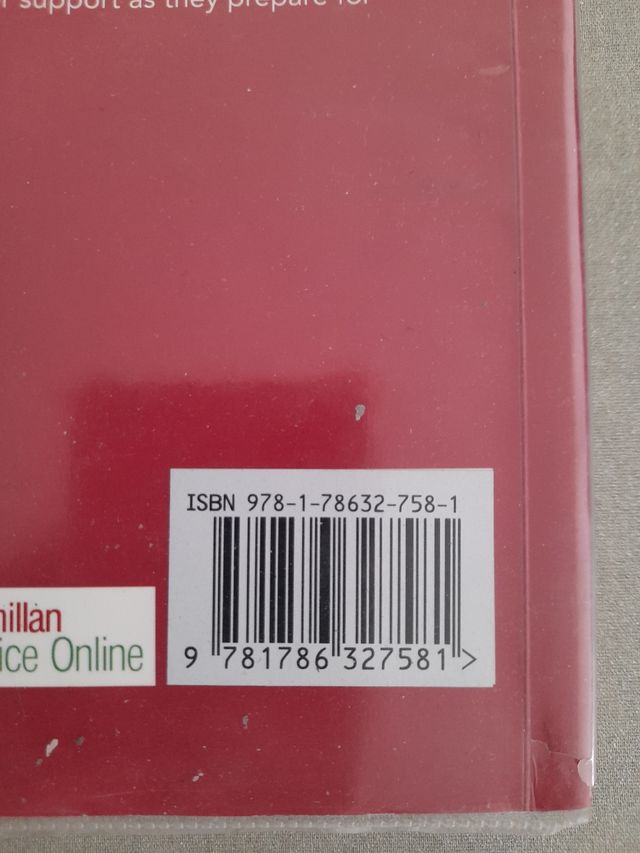 support as they prepare for
ISBN 978-1-78632-758-1
millan
ice Online
9 781786 327581 >